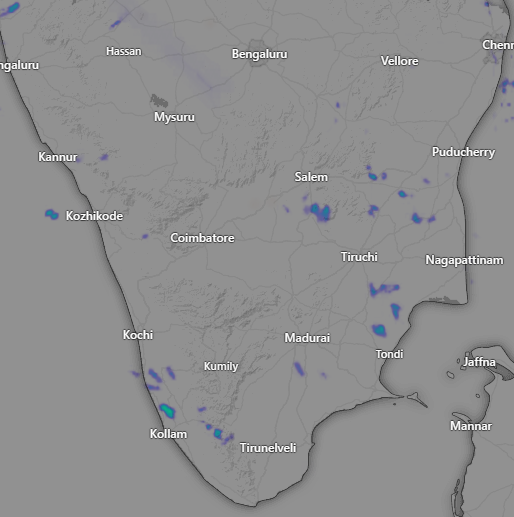 Hassan
Bengaluru
Chenn
ngaluru
Vellore
Mysuru
Kannur
Puducherry
Salem
Kozhikode
Coimbatore
Tiruchi
Nagapattinam
Kochi
Madurai
Tondi
Jaffna
Kumily
Mannar
Kollam
Tirunelveli